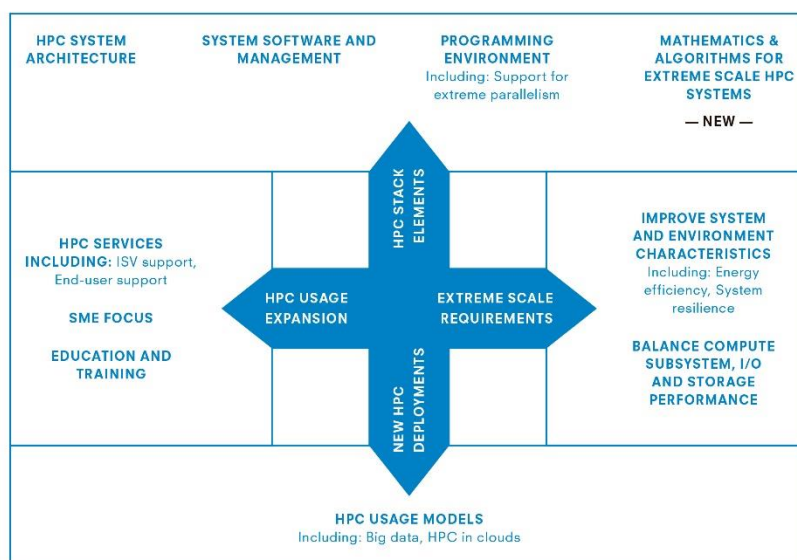 HPC SYSTEM
ARCHITECTURE
SYSTEM SOFTWARE AND
MANAGEMENT
PROGRAMMING
ENVIRONMENT
Including: Support for
extreme parallelism
MATHEMATICS &
ALGORITHMS FOR
EXTREME SCALE HPC
SYSTEMS
— NEW —
HPC STACK
ELEMENTS
HPC SERVICES
INCLUDING: ISV support,
End-user support
SME FOCUS
EDUCATION AND
TRAINING
HPC USAGE
EXPANSION
EXTREME SCALE
REQUIREMENTS
IMPROVE SYSTEM
AND ENVIRONMENT
CHARACTERISTICS
Including: Energy
efficiency, System
resilience
BALANCE COMPUTE
SUBSYSTEM, I/O
AND STORAGE
PERFORMANCE
NEW HPC
DEPLOYMENTS
HPC USAGE MODELS
Including: Big data, HPC in clouds